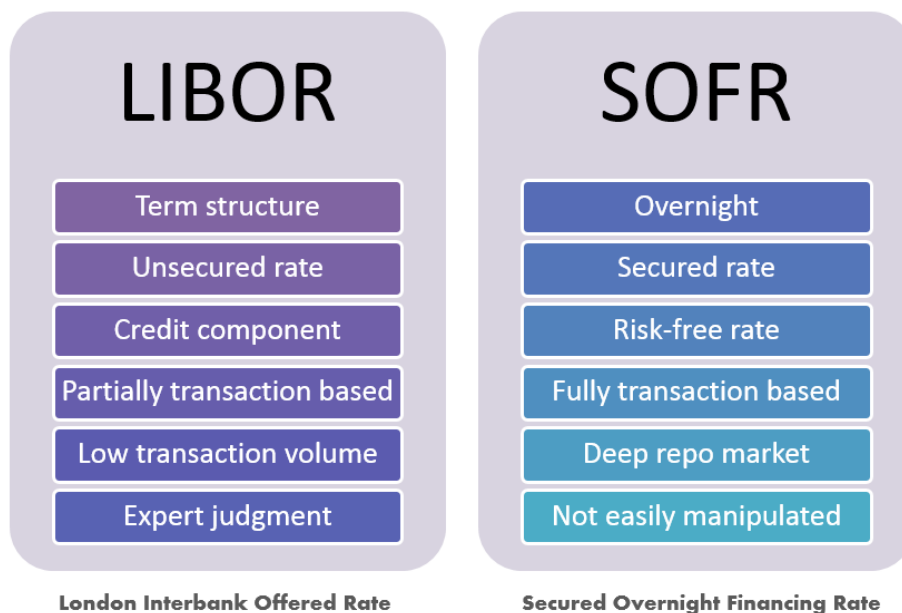 LIBOR
Term structure
Unsecured rate
Credit component
Partially transaction based
Low transaction volume
Expert judgment
London Interbank Offered Rate
SOFR
Overnight
Secured rate
Risk-free rate
Fully transaction based
Deep repo market
Not easily manipulated
Secured Overnight Financing Rate